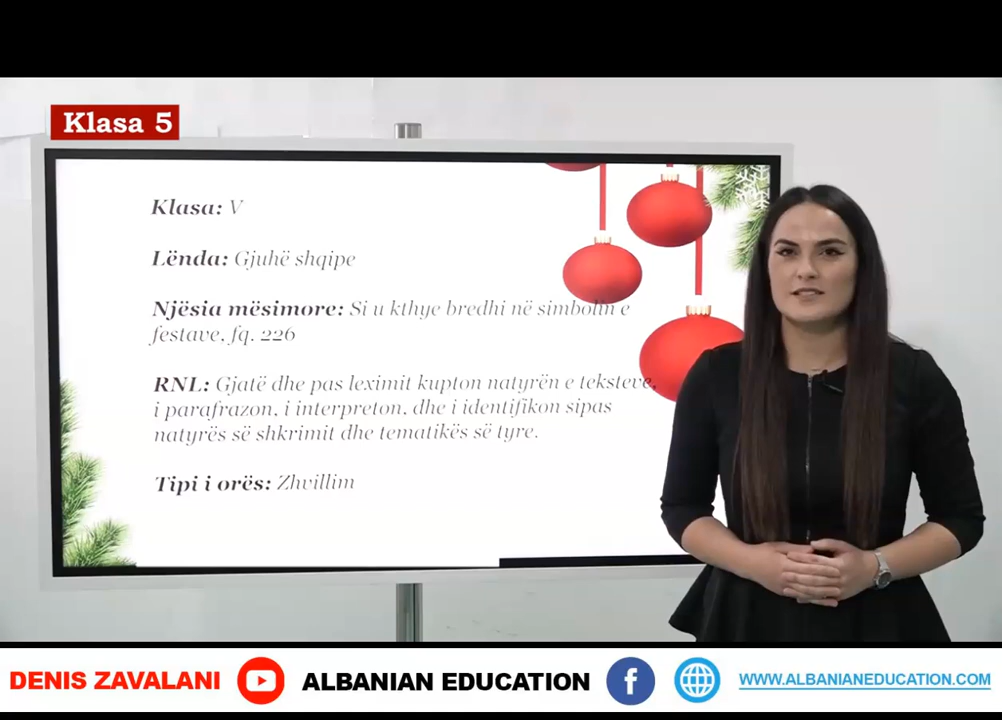 Klasa 5
Klasa: V
Lënda: Gjuhë shqipe
Njësia mësimore: Si u kthye bredhi në simbolin e
festave, fq. 226
RNL: Gjatë dhe pas leximit kupton natyrën e teksteve,
i parafrazon, i interpreton, dhe i identifikon sipas
natyrës së shkrimit dhe tematikës së tyre.
Tipi i orës: Zhvillim
DENIS ZAVALANI ALBANIAN EDUCATION WWW.ALBANIANEDUCATION.COM